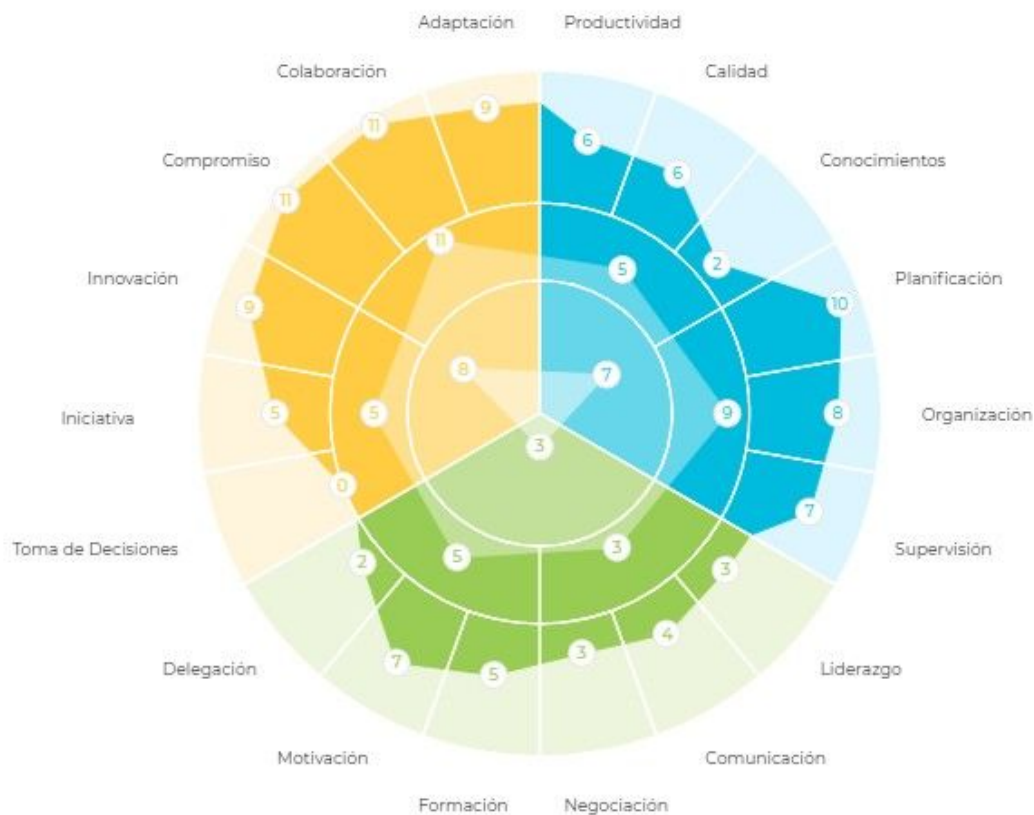 Adaptación
Productividad
Colaboración
Calidad
Compromiso
Conocimientos
Innovación
Planificación
Iniciativa
Organización
Toma de Decisiones
Supervisión
Delegación
Liderazgo
Motivación
Comunicación
Formación
Negociación
9
11
6
6
11
11
5
2
9
10
8
7
5
5
9
8
3
0
7
2
5
3
3
7
5
3
4